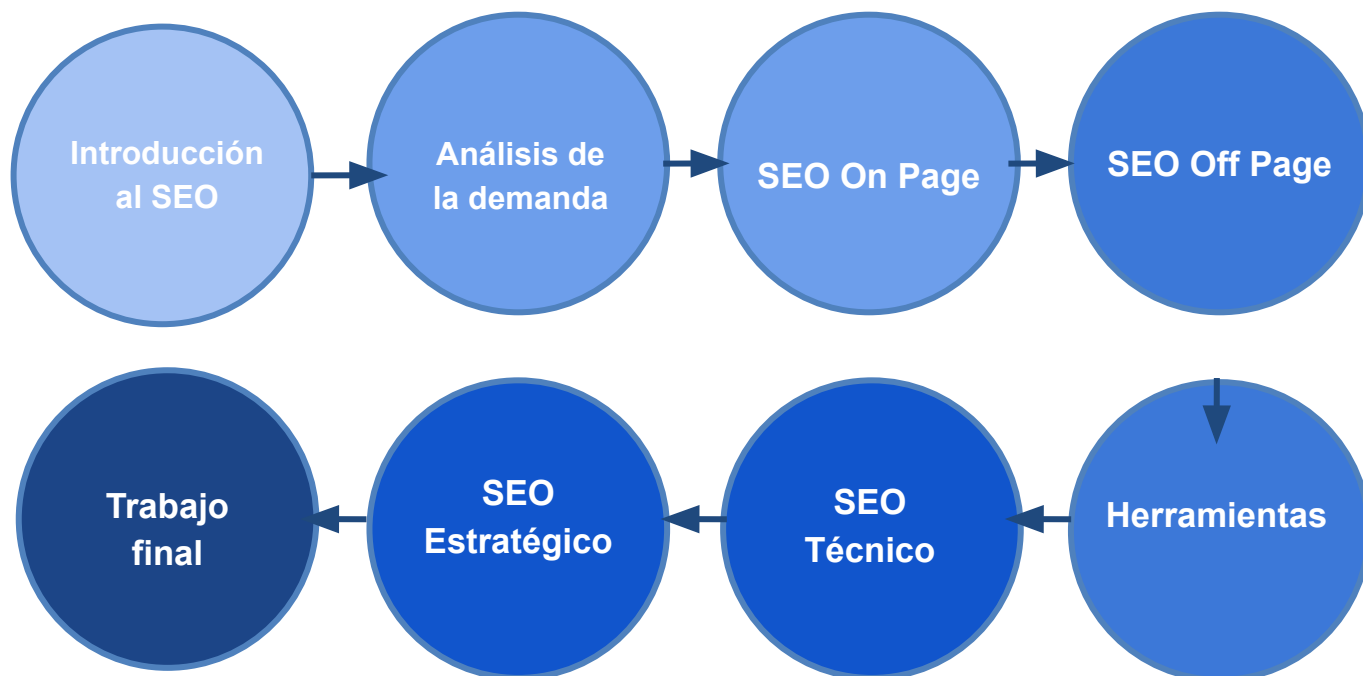 Introducción
al SEO
Análisis de
la demanda
SEO On Page
SEO Off Page
Herramientas
SEO
Técnico
SEO
Estratégico
Trabajo
final